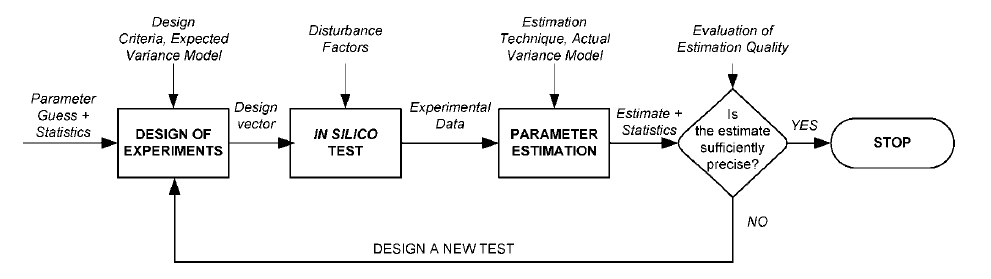 Design
Criteria, Expected
Variance Model
Disturbance
Factors
Estimation
Technique, Actual
Variance Model
Evaluation of
Estimation Quality
Parameter
Guess +
Statistics
DESIGN OF
EXPERIMENTS
Design
vector
IN SILICO
TEST
Experimental
Data
PARAMETER
ESTIMATION
Estimate +
Statistics
Is
the estimate
sufficiently
precise?
YES
STOP
NO
DESIGN A NEW TEST